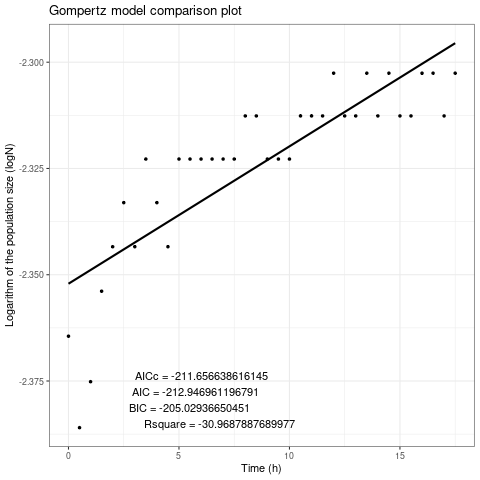 Gompertz model comparison plot
Logarithm of the population size (logN)
-2.300
-2.325
-2.350
-2.375
AICc = -211.656638616145
AIC = -212.946961196791
BIC = -205.02936650451
Rsquare = -30.9687887689977
0 5 10 15
Time (h)